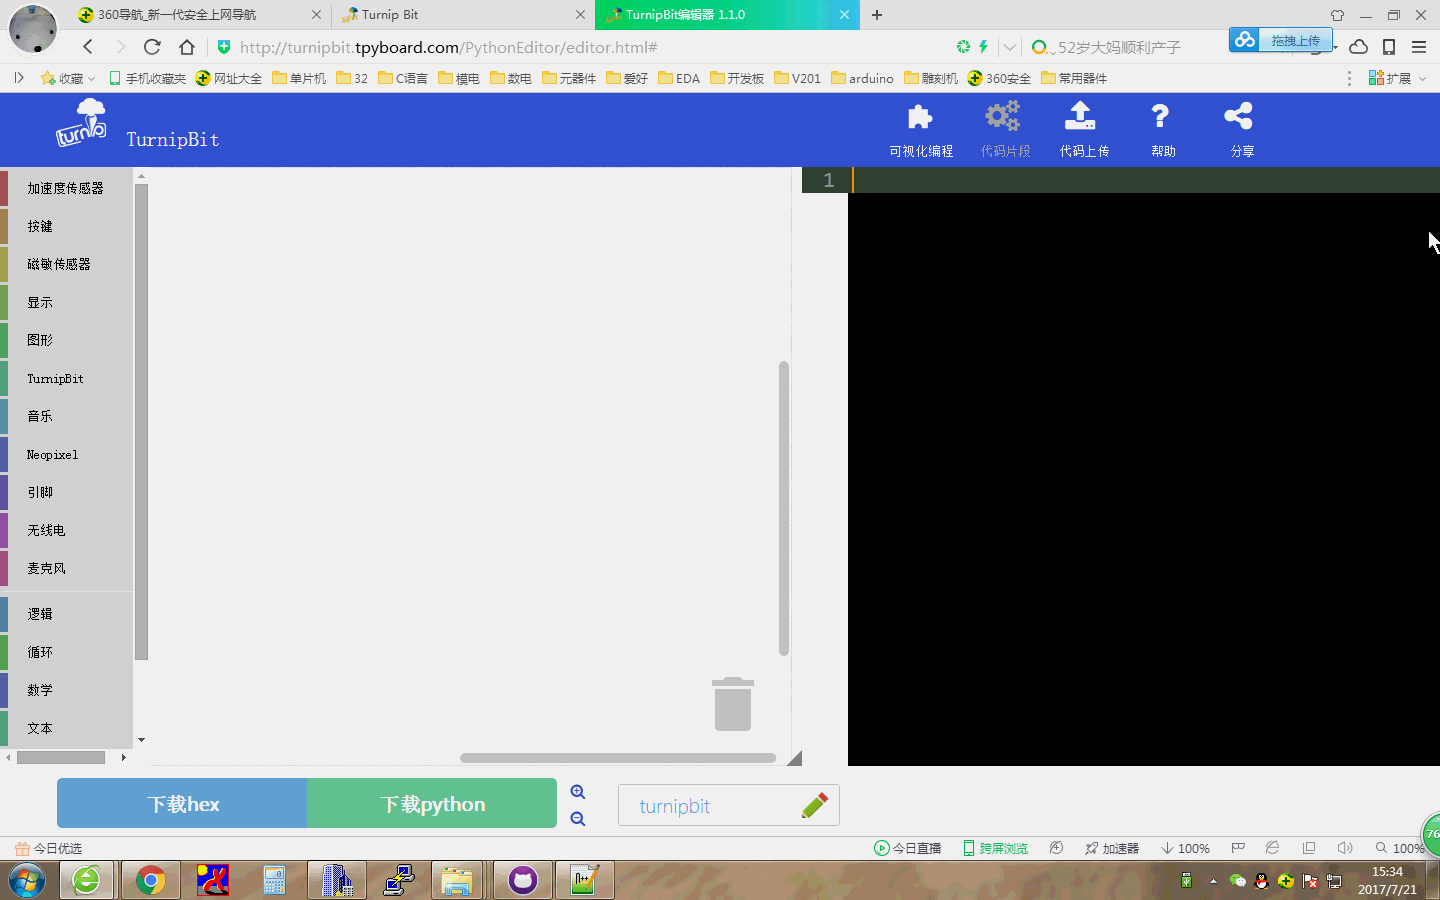 360导航_新一代安全上网导航
Turnip Bit
TurnipBit编辑器 1.1.0
http://turnipbit.tpyboard.com/PythonEditor/editor.html#
52岁大妈顺利产子
拖拽上传
收藏
手机收藏夹
网址大全
单片机
32
C语言
模电
数电
元器件
爱好
EDA
开发板
V201
arduino
雕刻机
360安全
常用器件
扩展
turnip
TurnipBit
可视化编程
代码片段
代码上传
帮助
分享
加速度传感器
按键
磁敏传感器
显示
图形
TurnipBit
音乐
Neopixel
引脚
无线电
麦克风
逻辑
循环
数学
文本
1
下载hex
下载python
turnipbit
76
今日优选
今日直播
跨屏浏览
加速器
100%
100%
15:34
2017/7/21